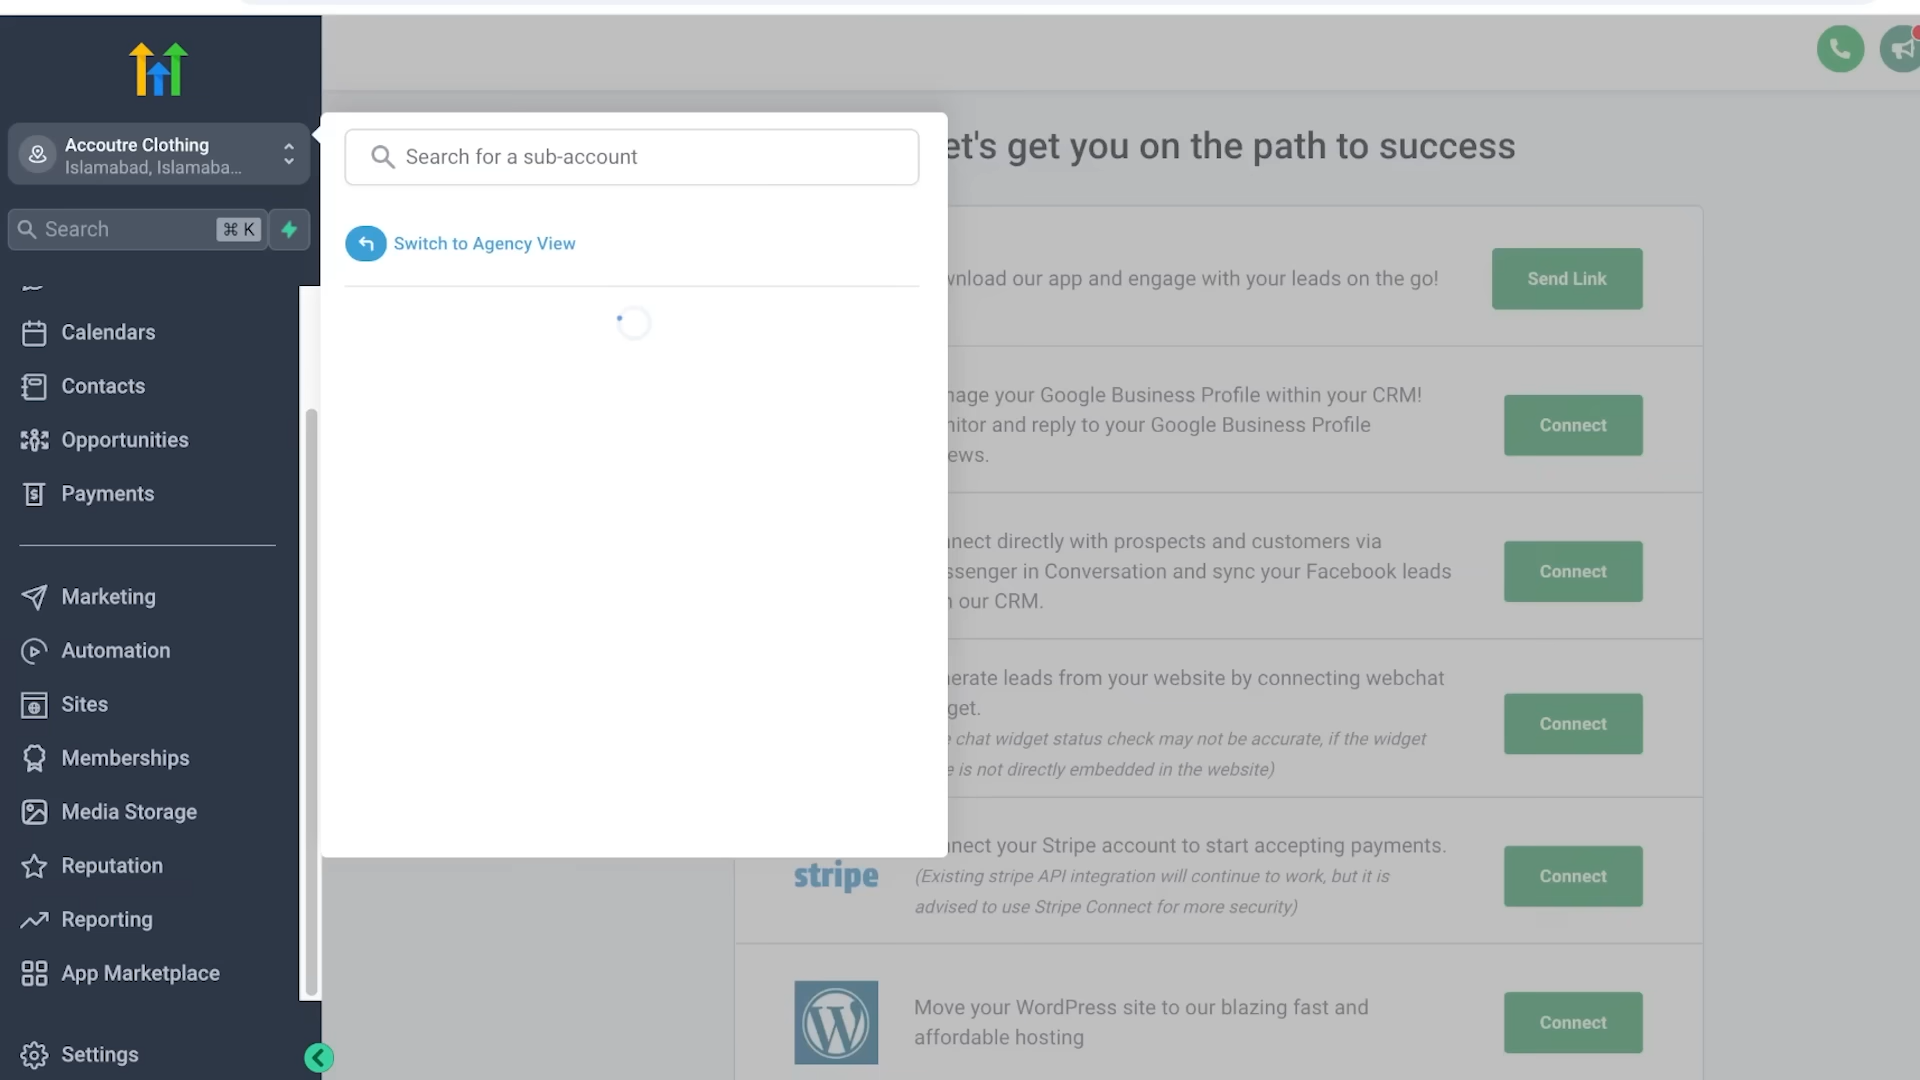 Accoutre Clothing
Islamabad, Islamaba...
Search
⌘ K
Calendars
Contacts
Opportunities
Payments
Marketing
Automation
Sites
Memberships
Media Storage
Reputation
Reporting
App Marketplace
Settings
Search for a sub-account
Switch to Agency View
et's get you on the path to success
wnload our app and engage with your leads on the go!
Send Link
nage your Google Business Profile within your CRM!
nitor and reply to your Google Business Profile
ews.
Connect
nnect directly with prospects and customers via
ssenger in Conversation and sync your Facebook leads
our CRM.
Connect
nerate leads from your website by connecting webchat
get.
chat widget status check may not be accurate, if the widget
e is not directly embedded in the website)
Connect
stripe
nnect your Stripe account to start accepting payments.
(Existing stripe API integration will continue to work, but it is
advised to use Stripe Connect for more security)
Connect
Move your WordPress site to our blazing fast and
affordable hosting
Connect